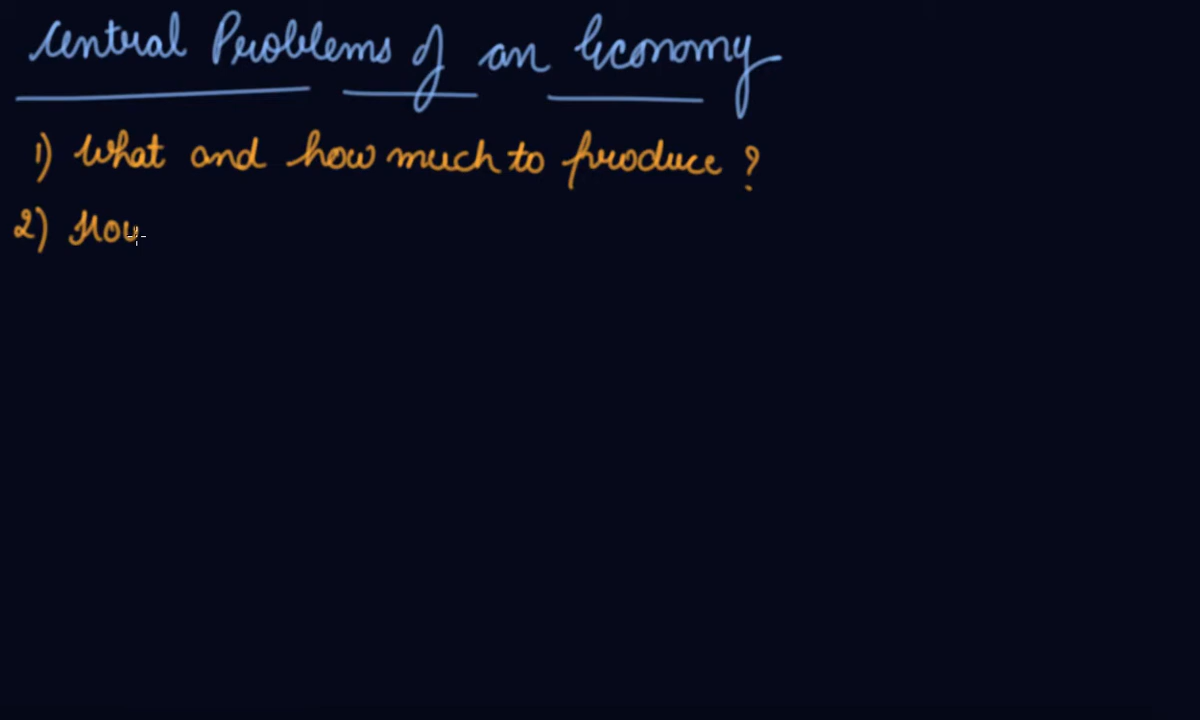 Central Problems of an Economy
1) What and how much to produce ?
2) How